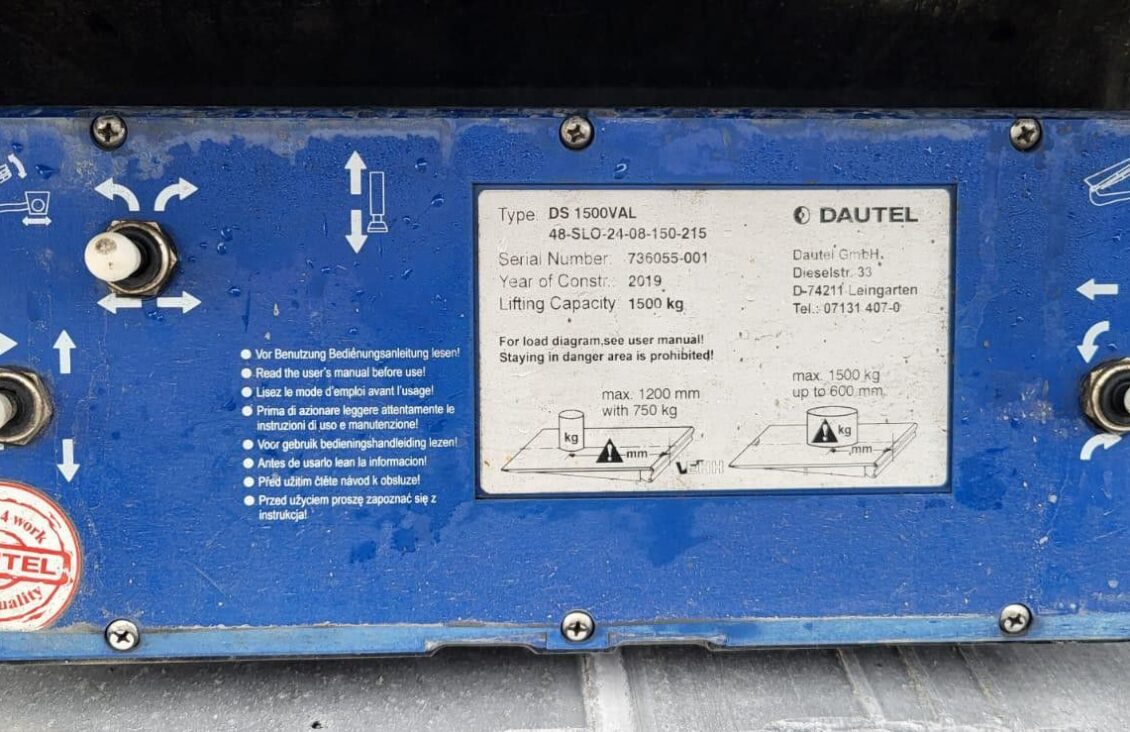 Type: DS 1500VAL
48-SLO-24-08-150-215
Serial Number: 736055-001
Year of Constr.: 2019
Lifting Capacity: 1500 kg
For load diagram,see user manual!
Staying in danger area is prohibited!
DAUTEL
Dautel GmbH.
Dieselstr. 33
D-74211 Leingarten
Tel.: 07131 407-0
max. 1200 mm
with 750 kg
kg
mm
max. 1500 kg
up to 600 mm
kg
mm
Vor Benutzung Bedienungsanleitung lesen!
Read the user's manual before use!
Lisez le mode d'emploi avant l'usage!
Prima di azionare leggere attentamente le
instruzioni di uso e manutenzione!
Voor gebruik bedieningshandleiding lezen!
Antes de usarlo lean la informacion!
Před užitím čtěte návod k obsluze!
Przed użyciem proszę zapoznać się z
instrukcja!
4 work
TEL
uality